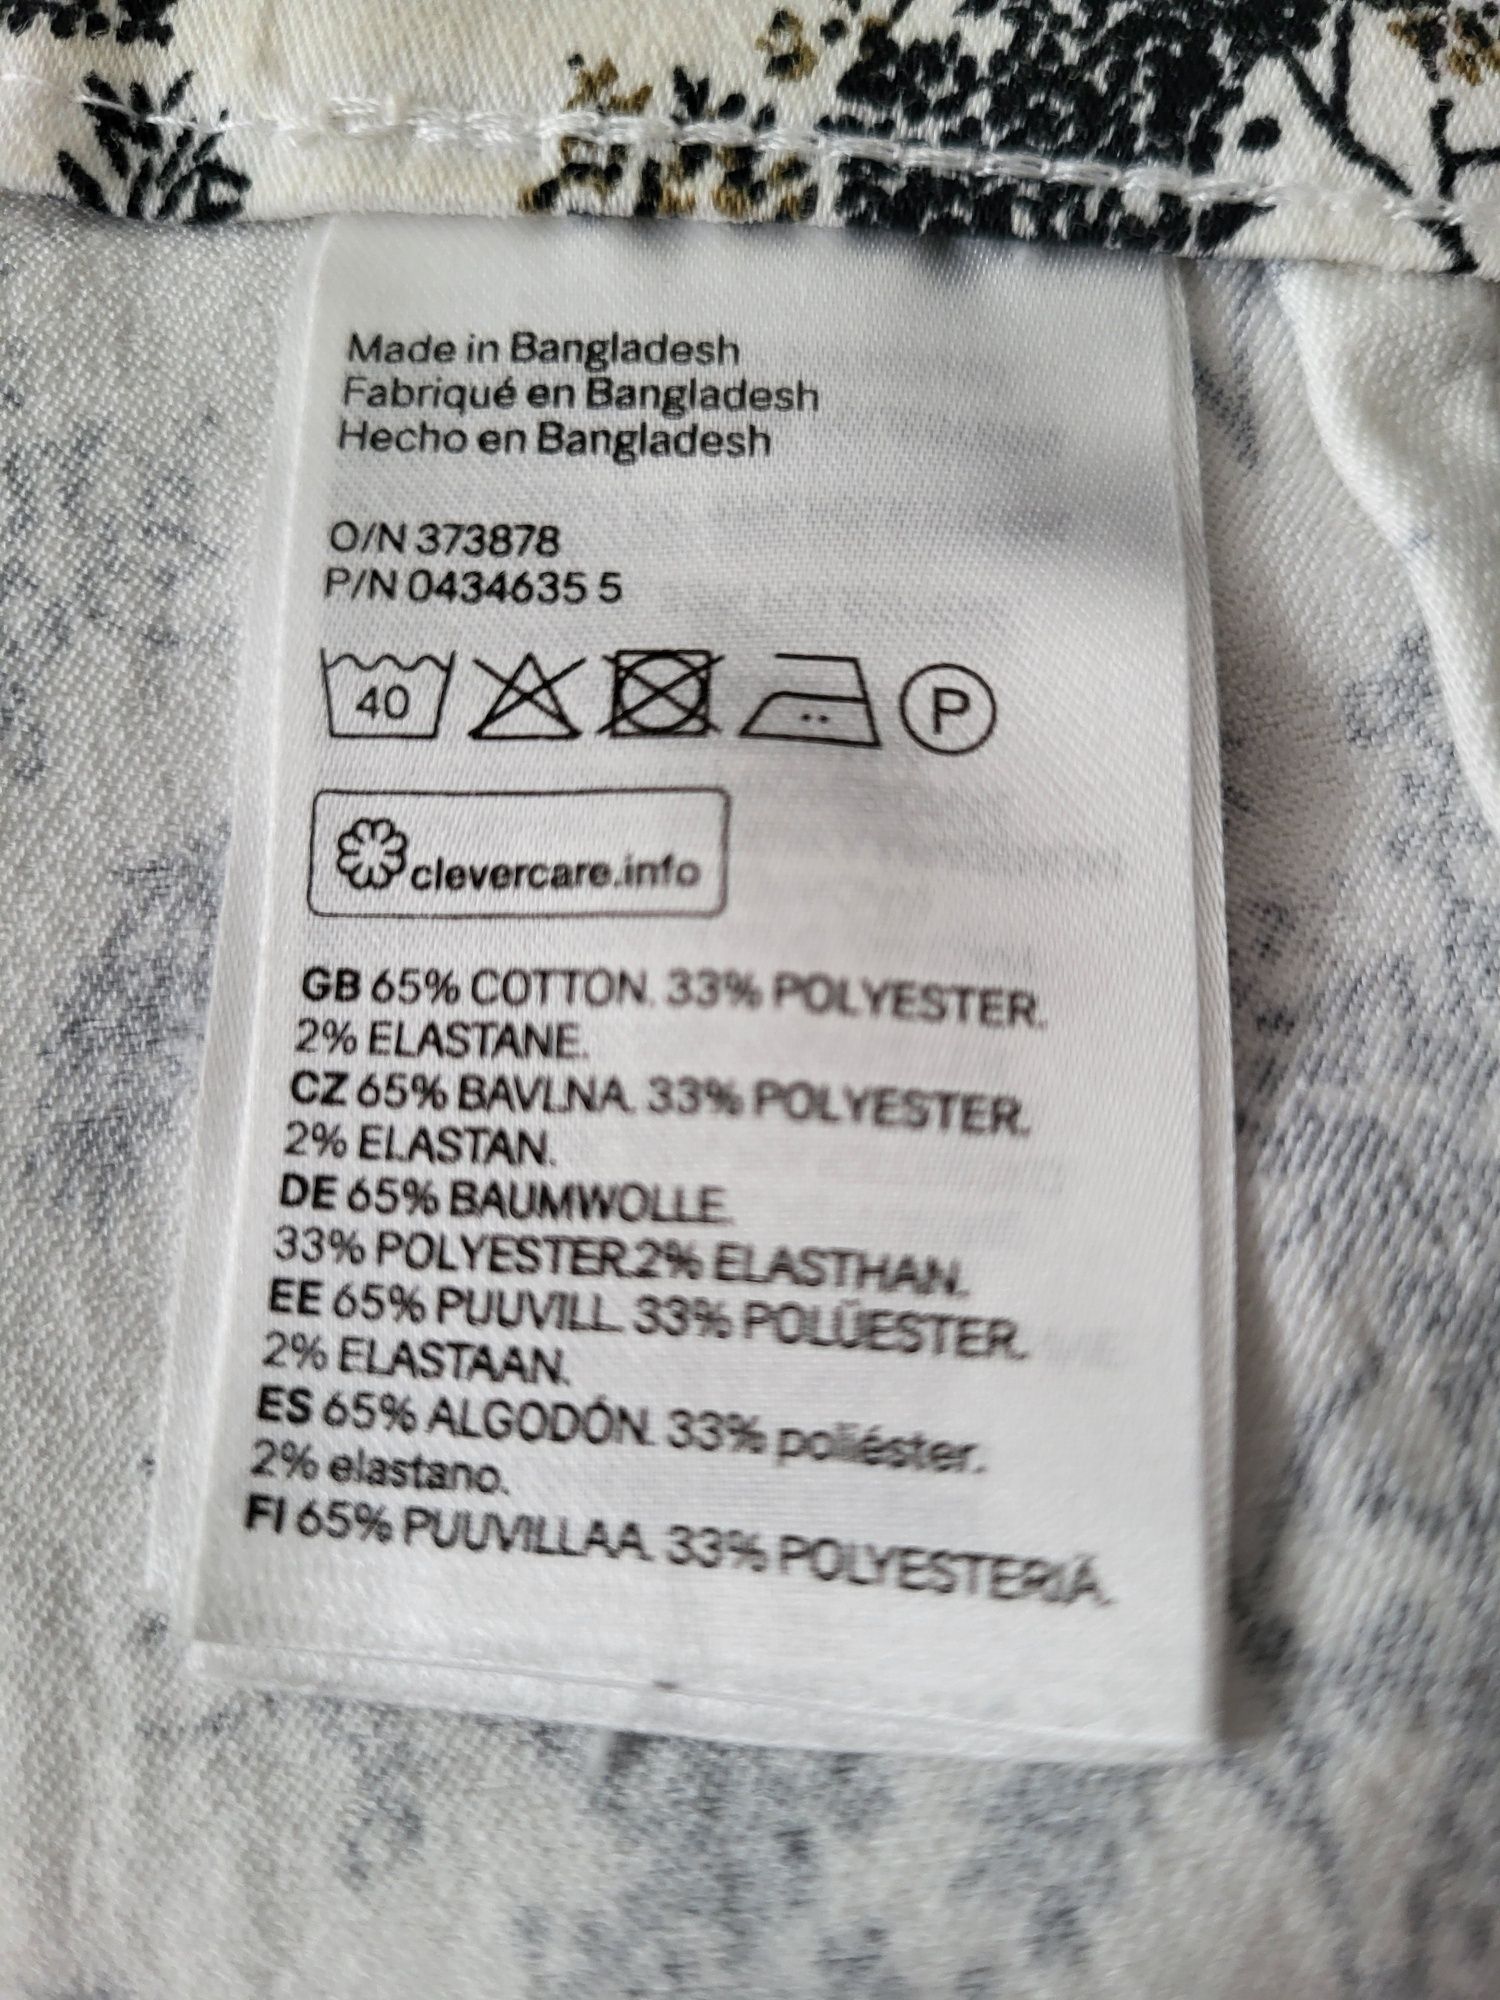 Made in Bangladesh
Fabriqué en Bangladesh
Hecho en Bangladesh
O/N 373878
P/N 0434635 5
40
P
clevercare.info
GB 65% COTTON. 33% POLYESTER.
2% ELASTANE.
CZ 65% BAVLNA. 33% POLYESTER.
2% ELASTAN.
DE 65% BAUMWOLLE.
33% POLYESTER.2% ELASTHAN.
EE 65% PUUVILL. 33% POLÜESTER.
2% ELASTAAN.
ES 65% ALGODÓN. 33% poliéster.
2% elastano.
FI 65% PUUVILLAA. 33% POLYESTERIÄ.